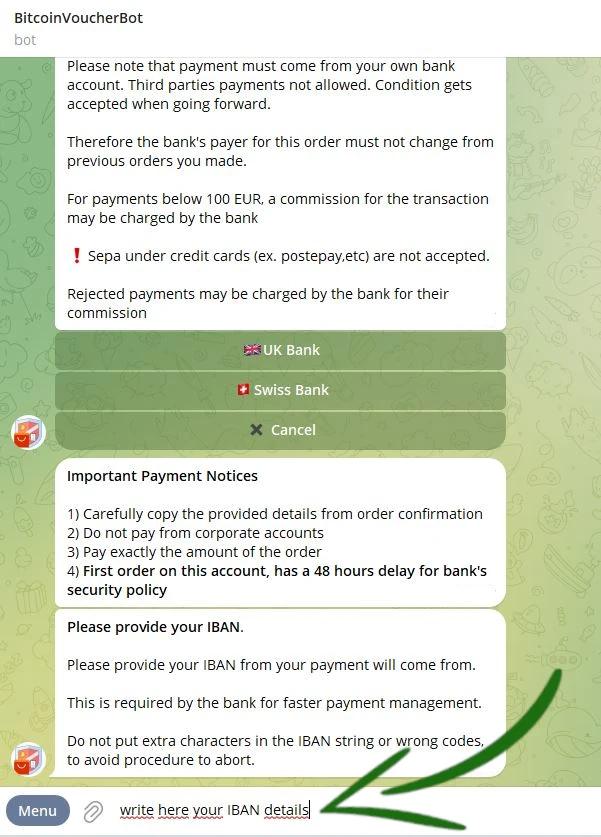 BitcoinVoucherBot
bot
Please note that payment must come from your own bank
account. Third parties payments not allowed. Condition gets
accepted when going forward.
Therefore the bank's payer for this order must not change from
previous orders you made.
For payments below 100 EUR, a commission for the transaction
may be charged by the bank
❗ Sepa under credit cards (ex. postepay,etc) are not accepted.
Rejected payments may be charged by the bank for their
commission
🇬🇧UK Bank
🇨🇭Swiss Bank
✖ Cancel
Important Payment Notices
1) Carefully copy the provided details from order confirmation
2) Do not pay from corporate accounts
3) Pay exactly the amount of the order
4) First order on this account, has a 48 hours delay for bank's
security policy
Please provide your IBAN.
Please provide your IBAN from your payment will come from.
This is required by the bank for faster payment management.
Do not put extra characters in the IBAN string or wrong codes,
to avoid procedure to abort.
Menu
write here your IBAN details